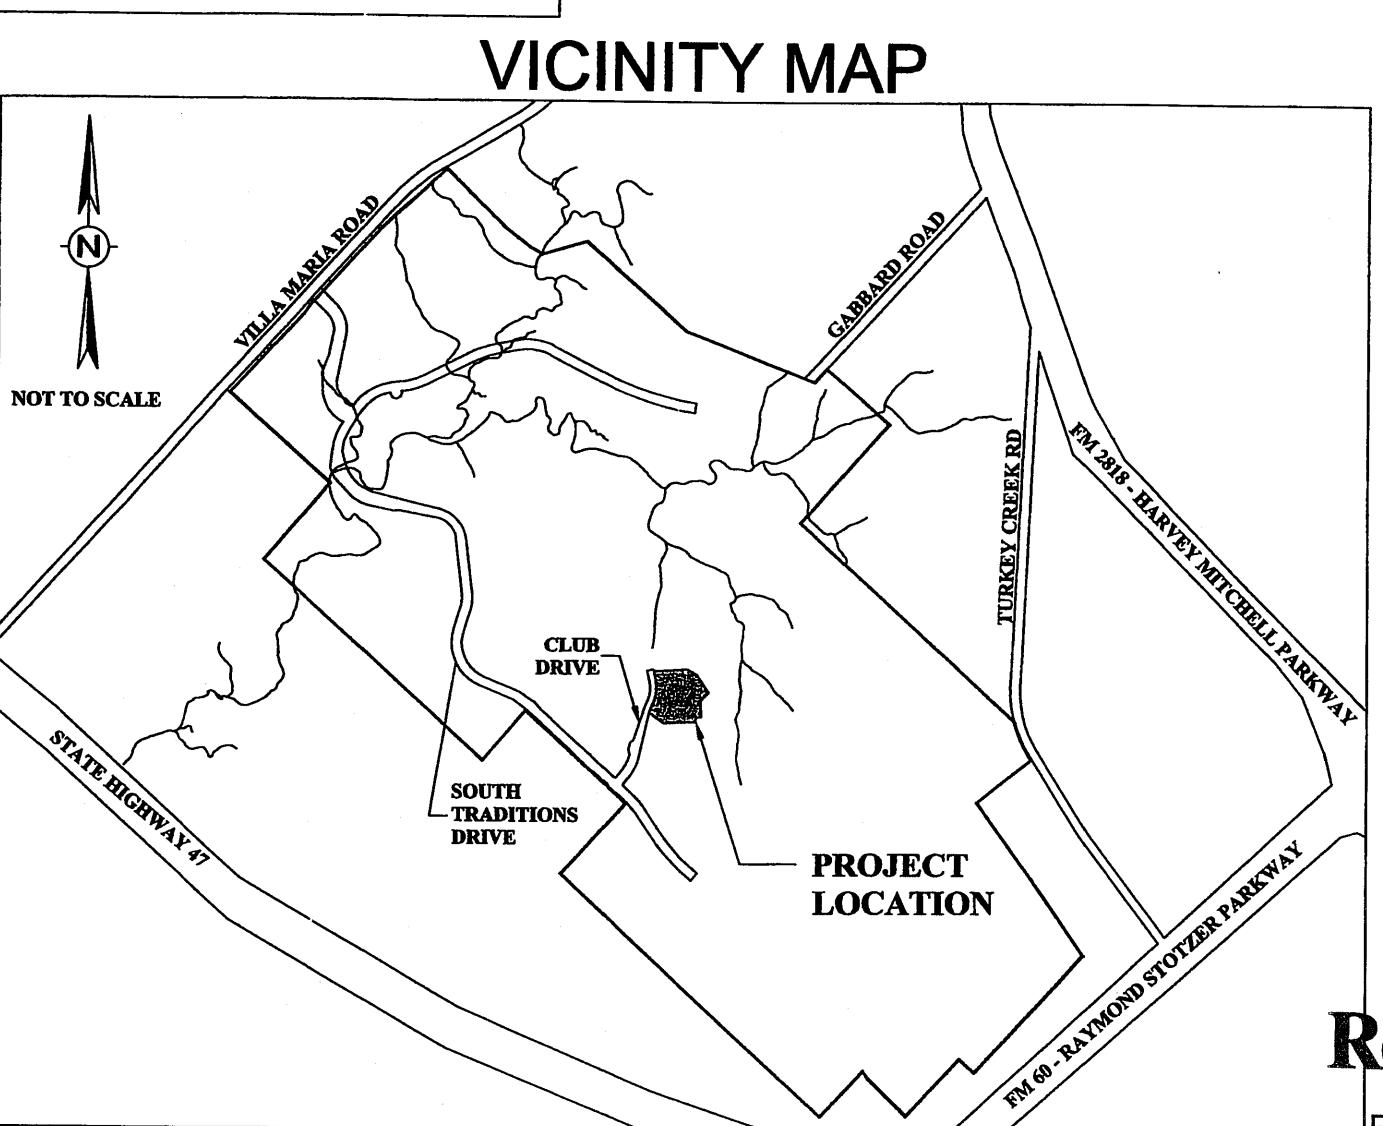 VICINITY MAP
N
NOT TO SCALE
VILLA MARIA ROAD
GABBARD ROAD
TURKEY CREEK RD
FM 2818 - HARVEY MITCHELL PARKWAY
CLUB
DRIVE
STATE HIGHWAY 47
SOUTH
TRADITIONS
DRIVE
PROJECT
LOCATION
FM 60 - RAYMOND STOTZER PARKWAY